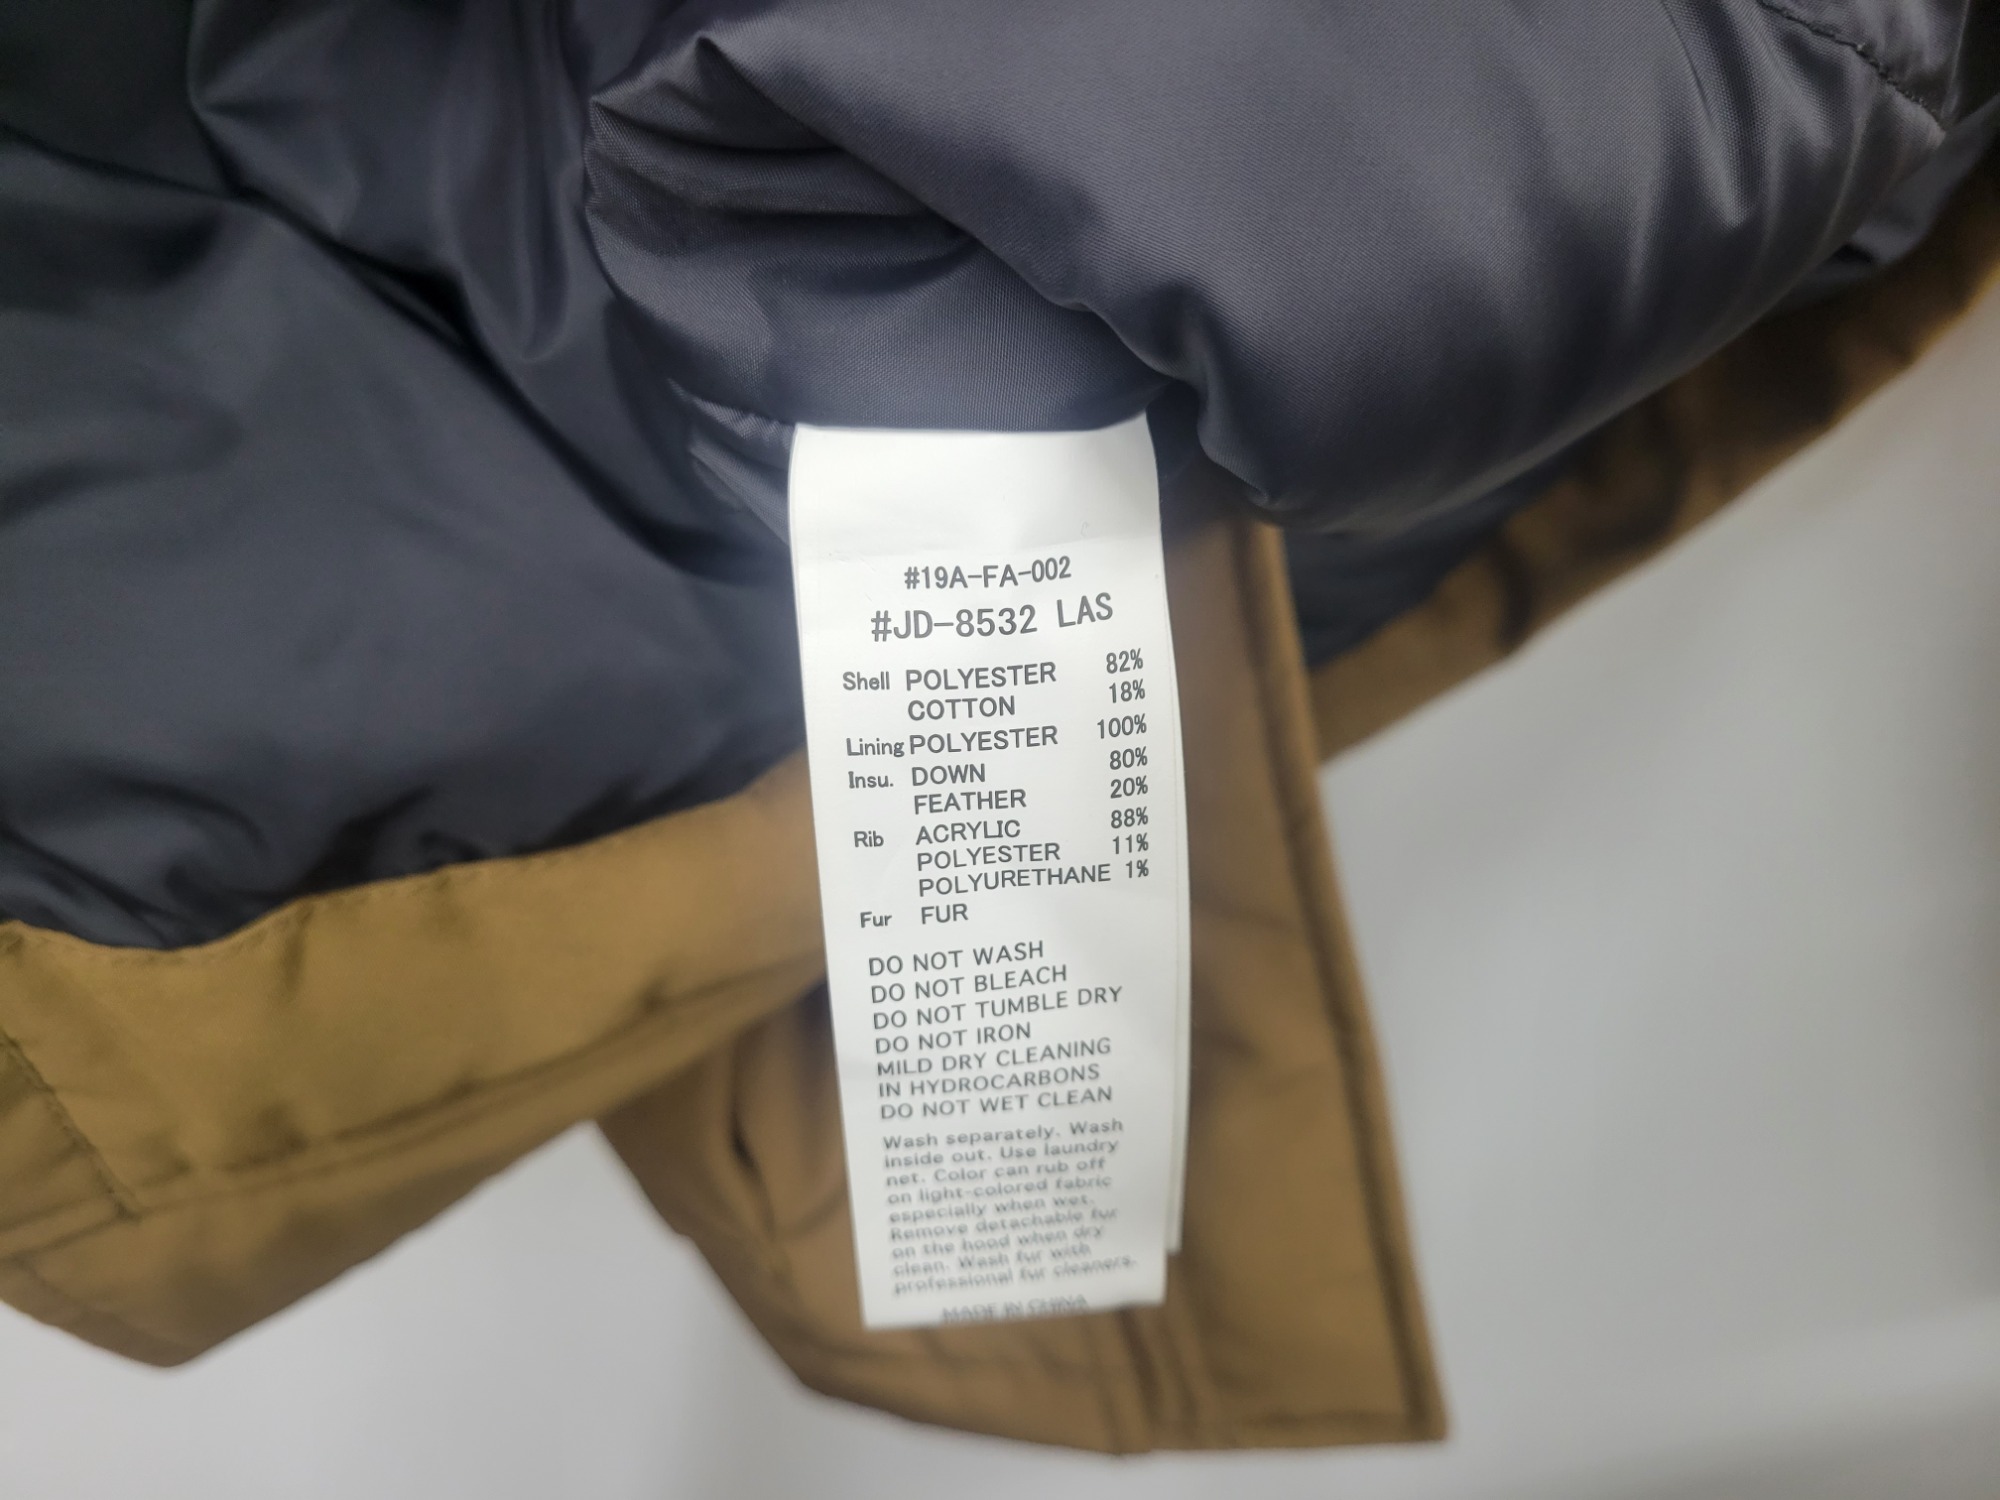 #19A-FA-002
#JD-8532 LAS
Shell POLYESTER 82%
COTTON 18%
Lining POLYESTER 100%
Insu. DOWN 80%
FEATHER 20%
Rib ACRYLIC 88%
POLYESTER 11%
POLYURETHANE 1%
Fur FUR
DO NOT WASH
DO NOT BLEACH
DO NOT TUMBLE DRY
DO NOT IRON
MILD DRY CLEANING
IN HYDROCARBONS
DO NOT WET CLEAN
Wash separately. Wash
inside out. Use laundry
net. Color can rub off
on light-colored fabric
especially when wet.
Remove detachable fur
on the hood when dry
clean. Wash fur with
professional fur cleaners.
MADE IN CHINA